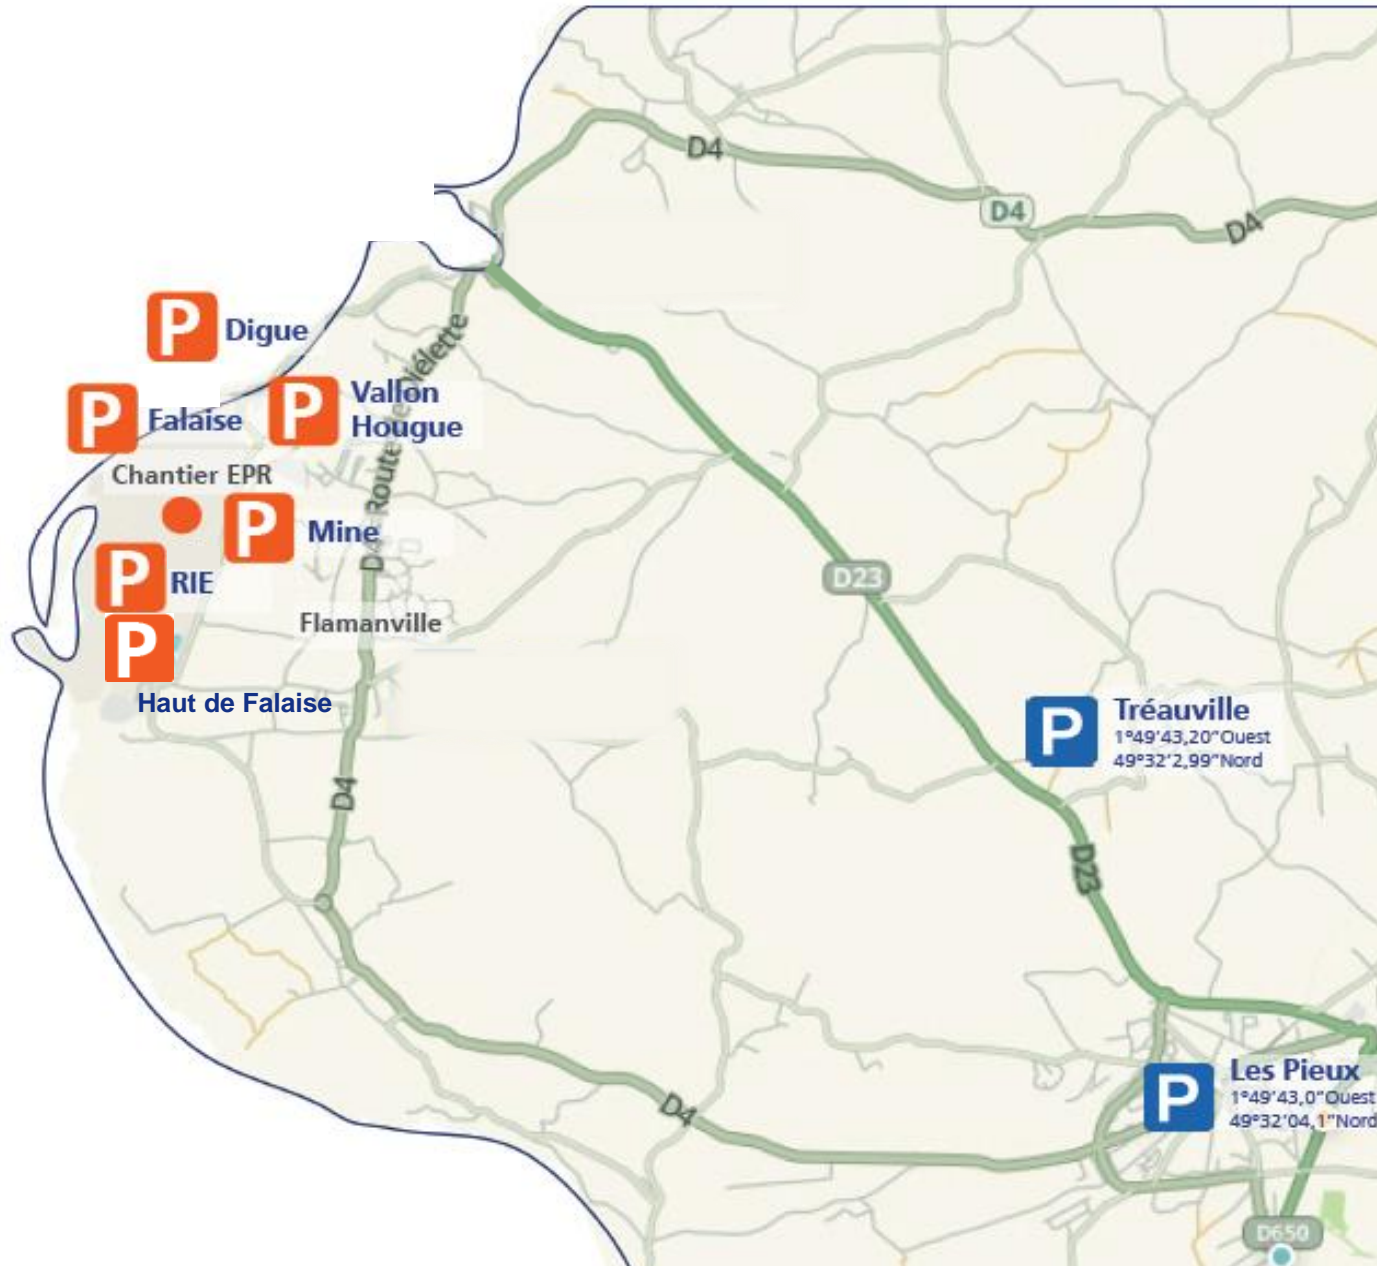 D4
D4
D4
P Digue
P Vallon
Hougue
P Falaise
Chantier EPR
P Mine
D4 Route de Diélette
P RIE
D23
Flamanville
P
Haut de Falaise
P Tréauville
1°49'43,20"Ouest
49°32'2,99"Nord
D4
D23
P Les Pieux
1°49'43,0"Ouest
49°32'04,1"Nord
D4
D650